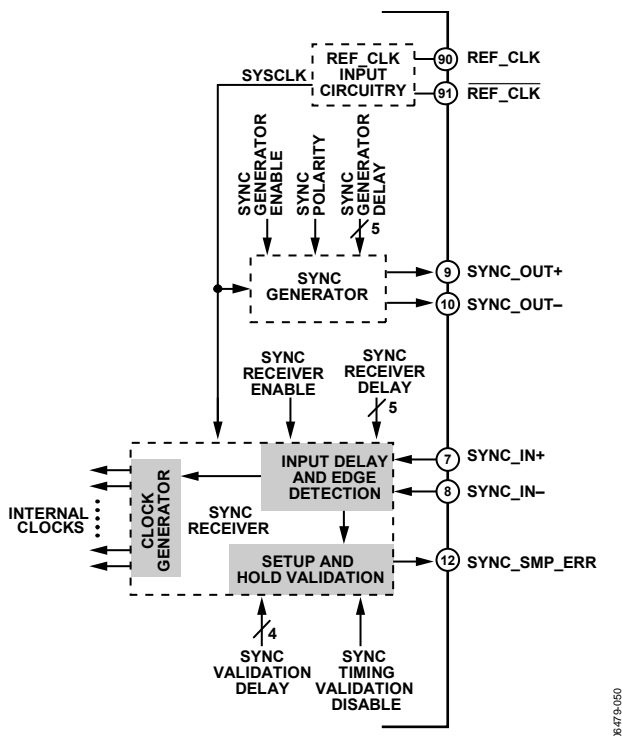 REF_CLK
INPUT
CIRCUITRY
90 REF_CLK
91 REF_CLK
SYSCLK
SYNC
GENERATOR
ENABLE
SYNC
POLARITY
SYNC
GENERATOR
DELAY
5
SYNC
GENERATOR
9 SYNC_OUT+
10 SYNC_OUT–
SYNC
RECEIVER
ENABLE
SYNC
RECEIVER
DELAY
5
INPUT DELAY
AND EDGE
DETECTION
7 SYNC_IN+
8 SYNC_IN–
INTERNAL
CLOCKS
CLOCK
GENERATOR
SYNC
RECEIVER
SETUP AND
HOLD VALIDATION
12 SYNC_SMP_ERR
4
SYNC
VALIDATION
DELAY
SYNC
TIMING
VALIDATION
DISABLE
06479-050